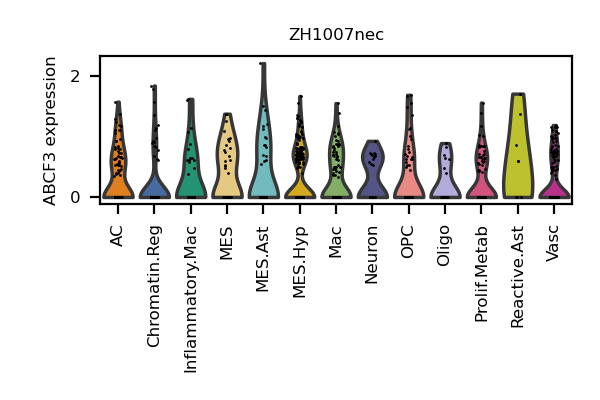 ZH1007nec
ABCF3 expression
2
0
AC
Chromatin.Reg
Inflammatory.Mac
MES
MES.Ast
MES.Hyp
Mac
Neuron
OPC
Oligo
Prolif.Metab
Reactive.Ast
Vasc